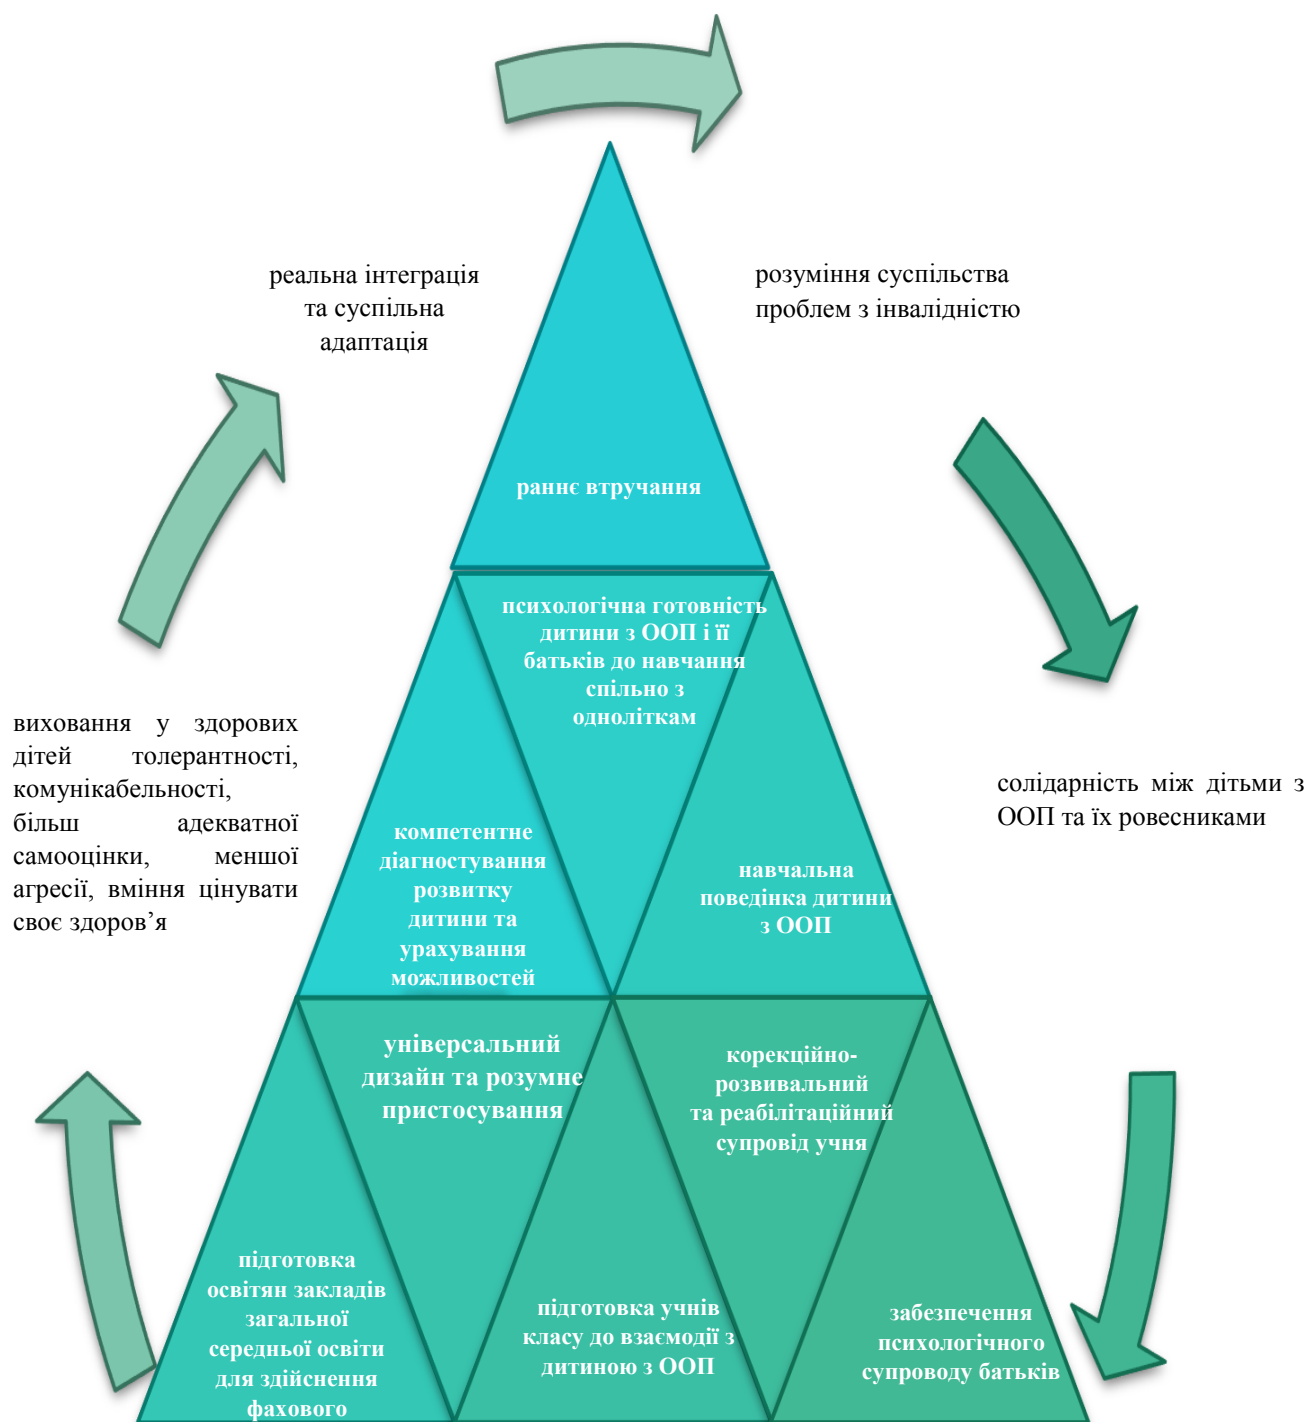 реальна інтеграція
та суспільна
адаптація
розуміння суспільства
проблем з інвалідністю
раннє втручання
психологічна готовність
дитини з ООП і її
батьків до навчання
спільно з
одноліткам
виховання у здорових
дітей толерантності,
комунікабельності,
більш адекватної
самооцінки, меншої
агресії, вміння цінувати
своє здоров’я
компетентне
діагностування
розвитку
дитини та
урахування
можливостей
навчальна
поведінка дитини
з ООП
солідарність між дітьми з
ООП та їх ровесниками
універсальний
дизайн та розумне
пристосування
корекційно-
розвивальний
та реабілітаційний
супровід учня
підготовка
освітян закладів
загальної
середньої освіти
для здійснення
фахового
підготовка учнів
класу до взаємодії з
дитиною з ООП
забезпечення
психологічного
супроводу батьків